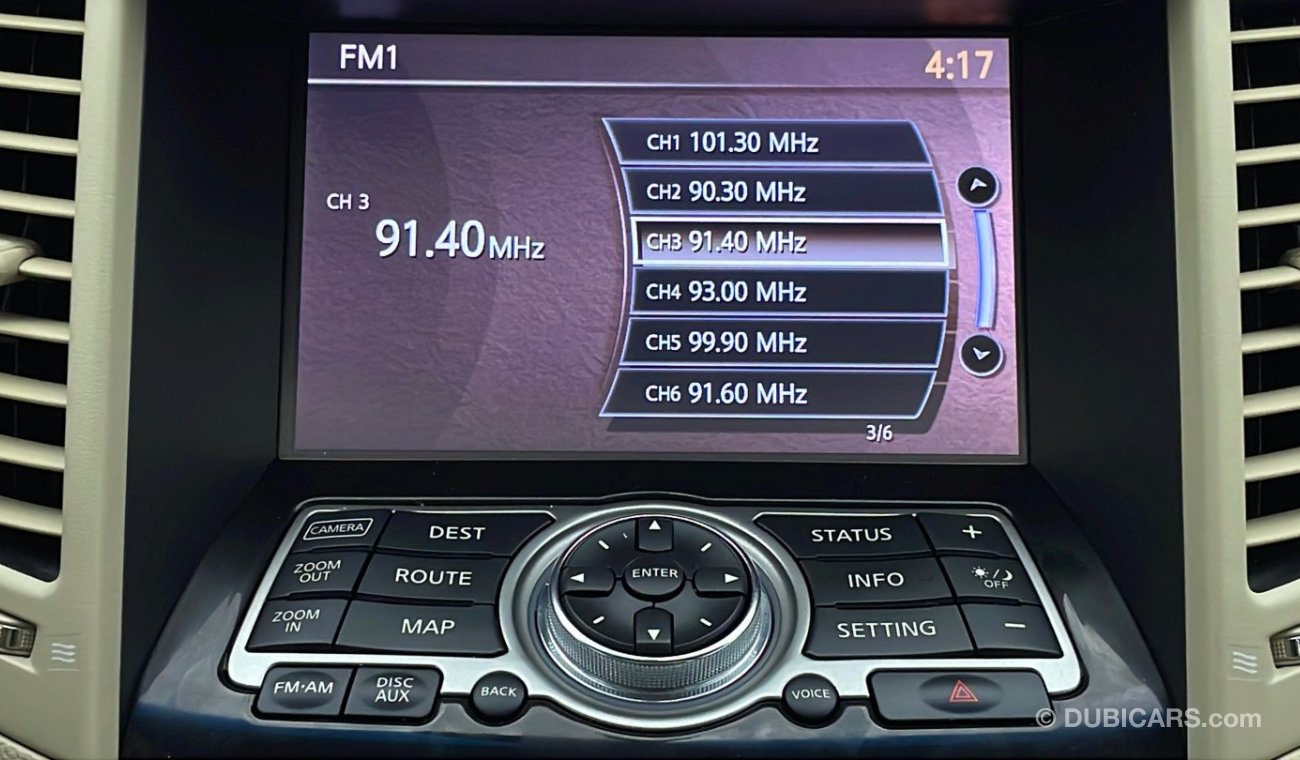 FM1
4:17
CH 3
91.40MHz
CH1 101.30 MHz
CH2 90.30 MHz
CH3 91.40 MHz
CH4 93.00 MHz
CH5 99.90 MHz
CH6 91.60 MHz
3/6
CAMERA
DEST
ZOOM
OUT
ROUTE
ZOOM
IN
MAP
ENTER
STATUS
+
INFO
/
OFF
SETTING
−
FM·AM
DISC
AUX
BACK
VOICE
© DUBICARS.com